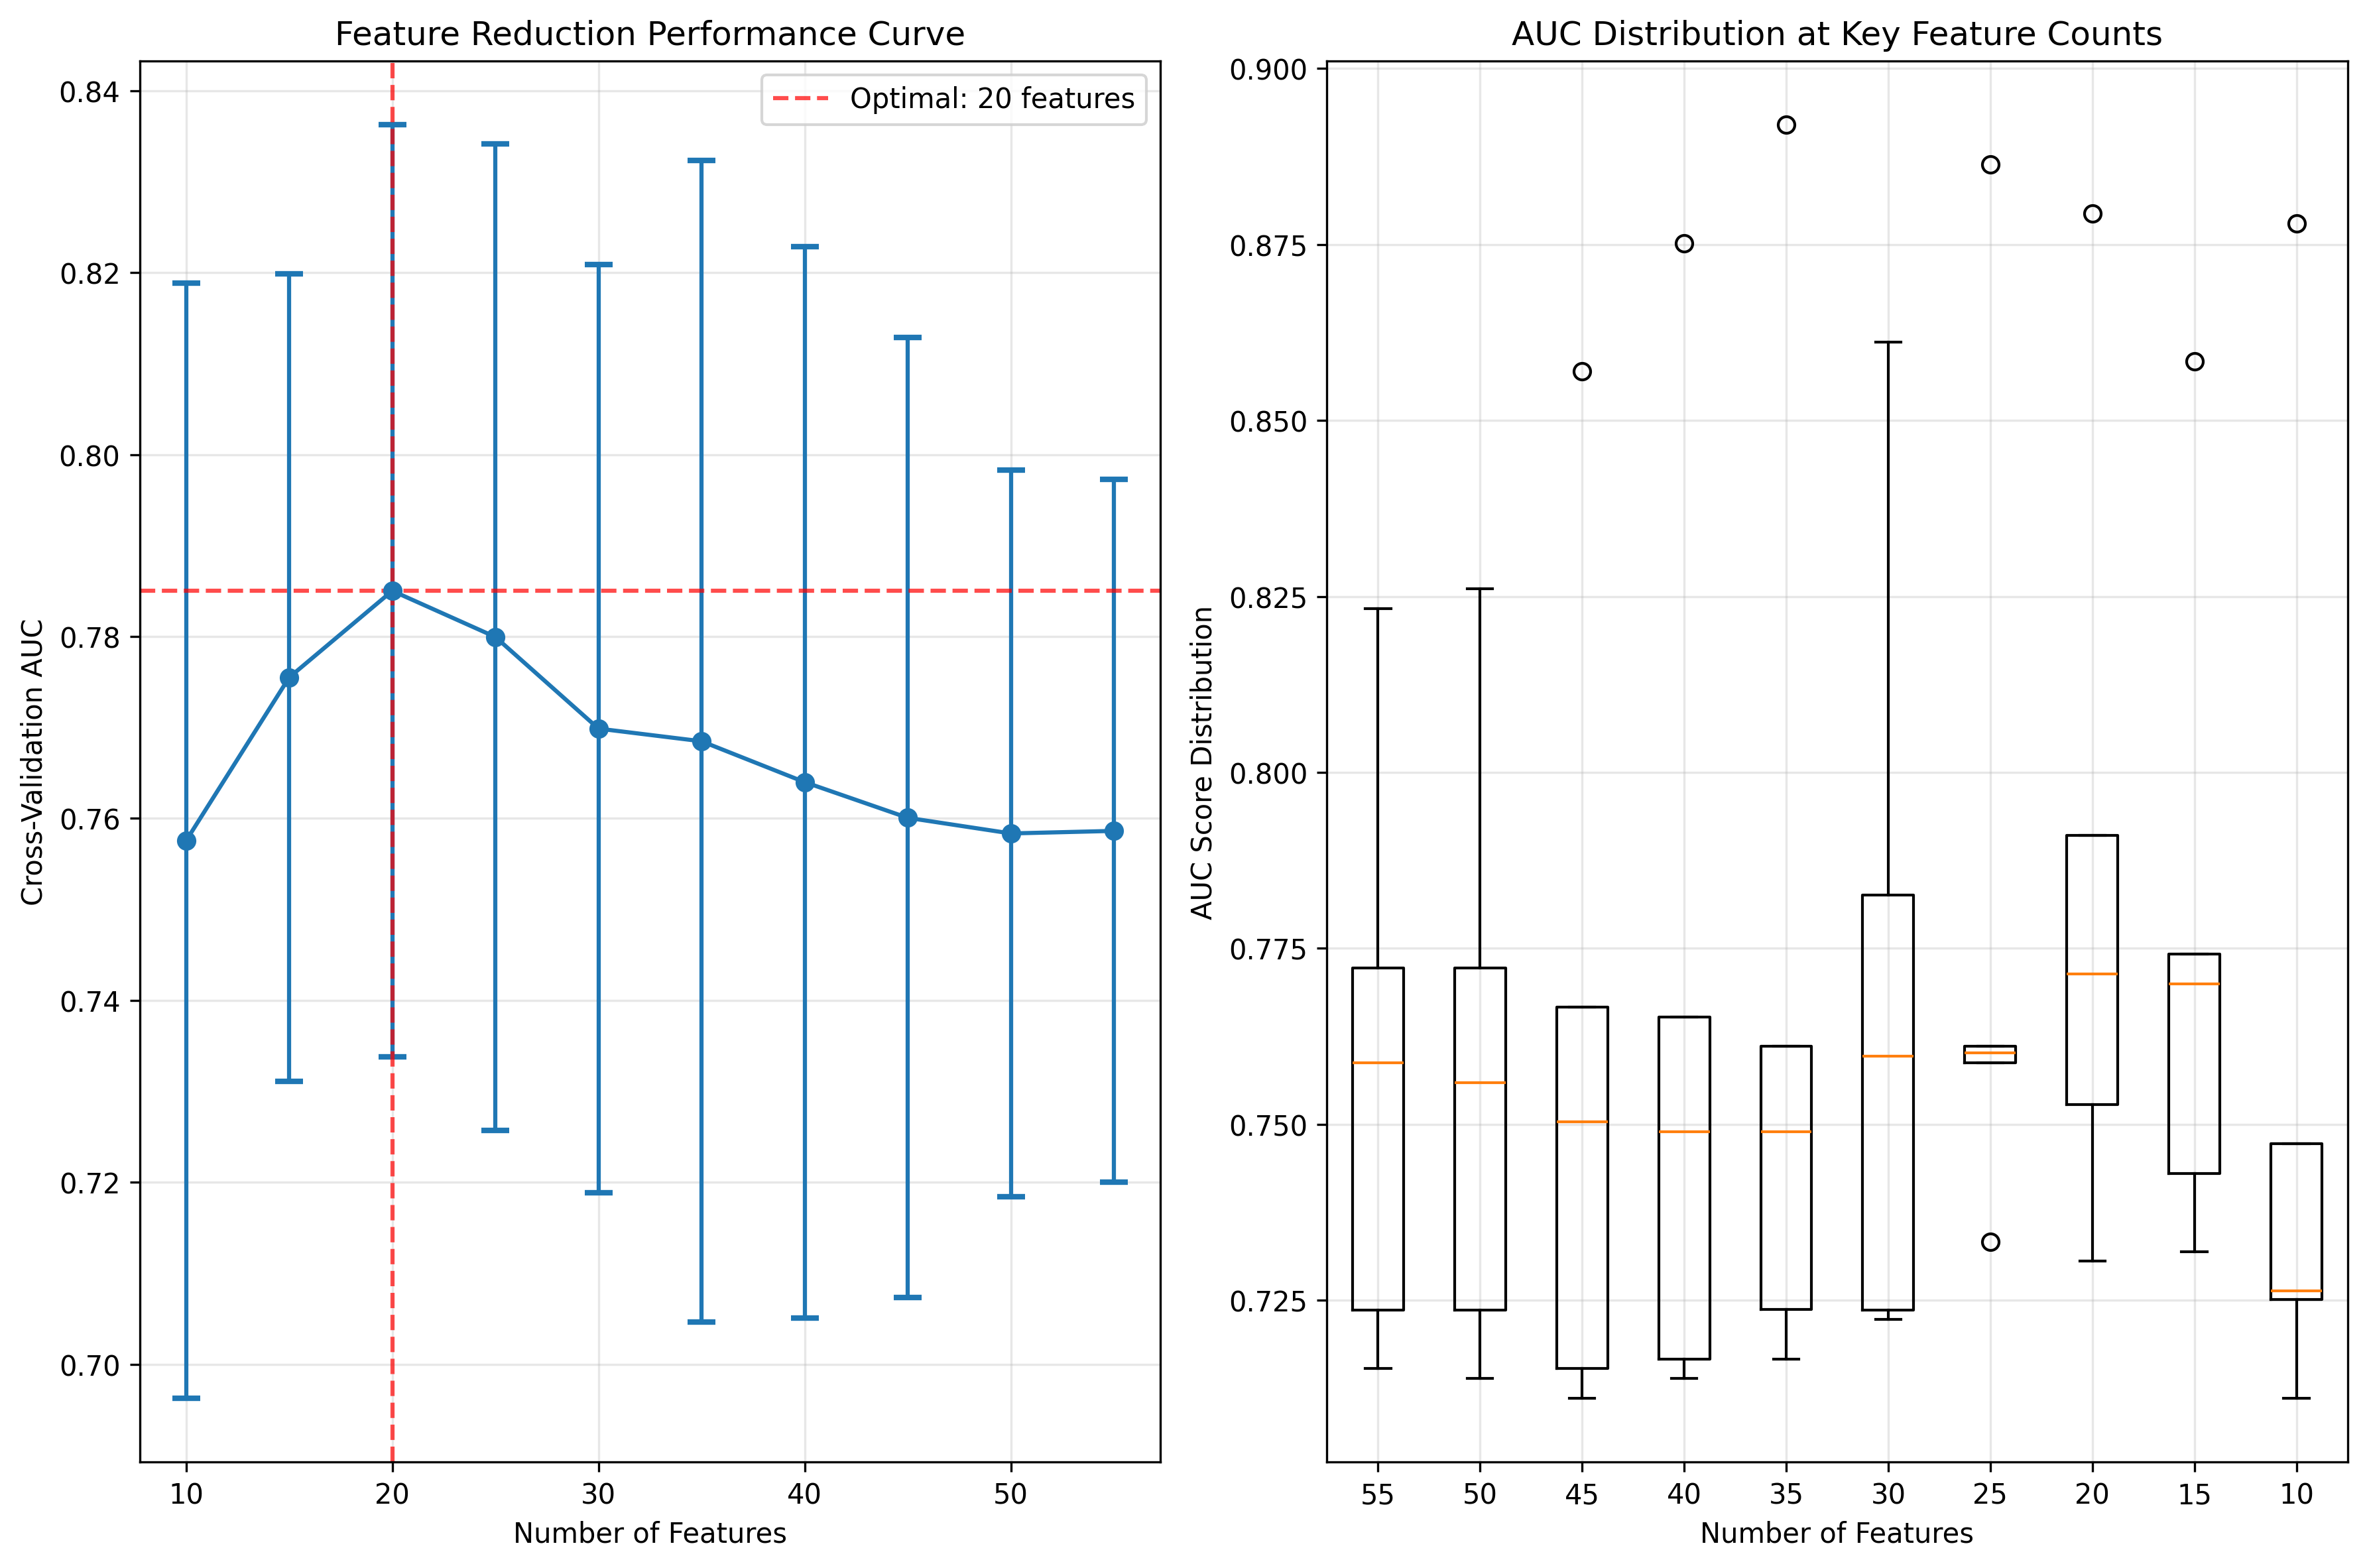 Feature Reduction Performance Curve
Optimal: 20 features
0.84
0.82
0.80
0.78
0.76
0.74
0.72
0.70
Cross-Validation AUC
10 20 30 40 50
Number of Features
AUC Distribution at Key Feature Counts
0.900
0.875
0.850
0.825
0.800
0.775
0.750
0.725
AUC Score Distribution
55 50 45 40 35 30 25 20 15 10
Number of Features